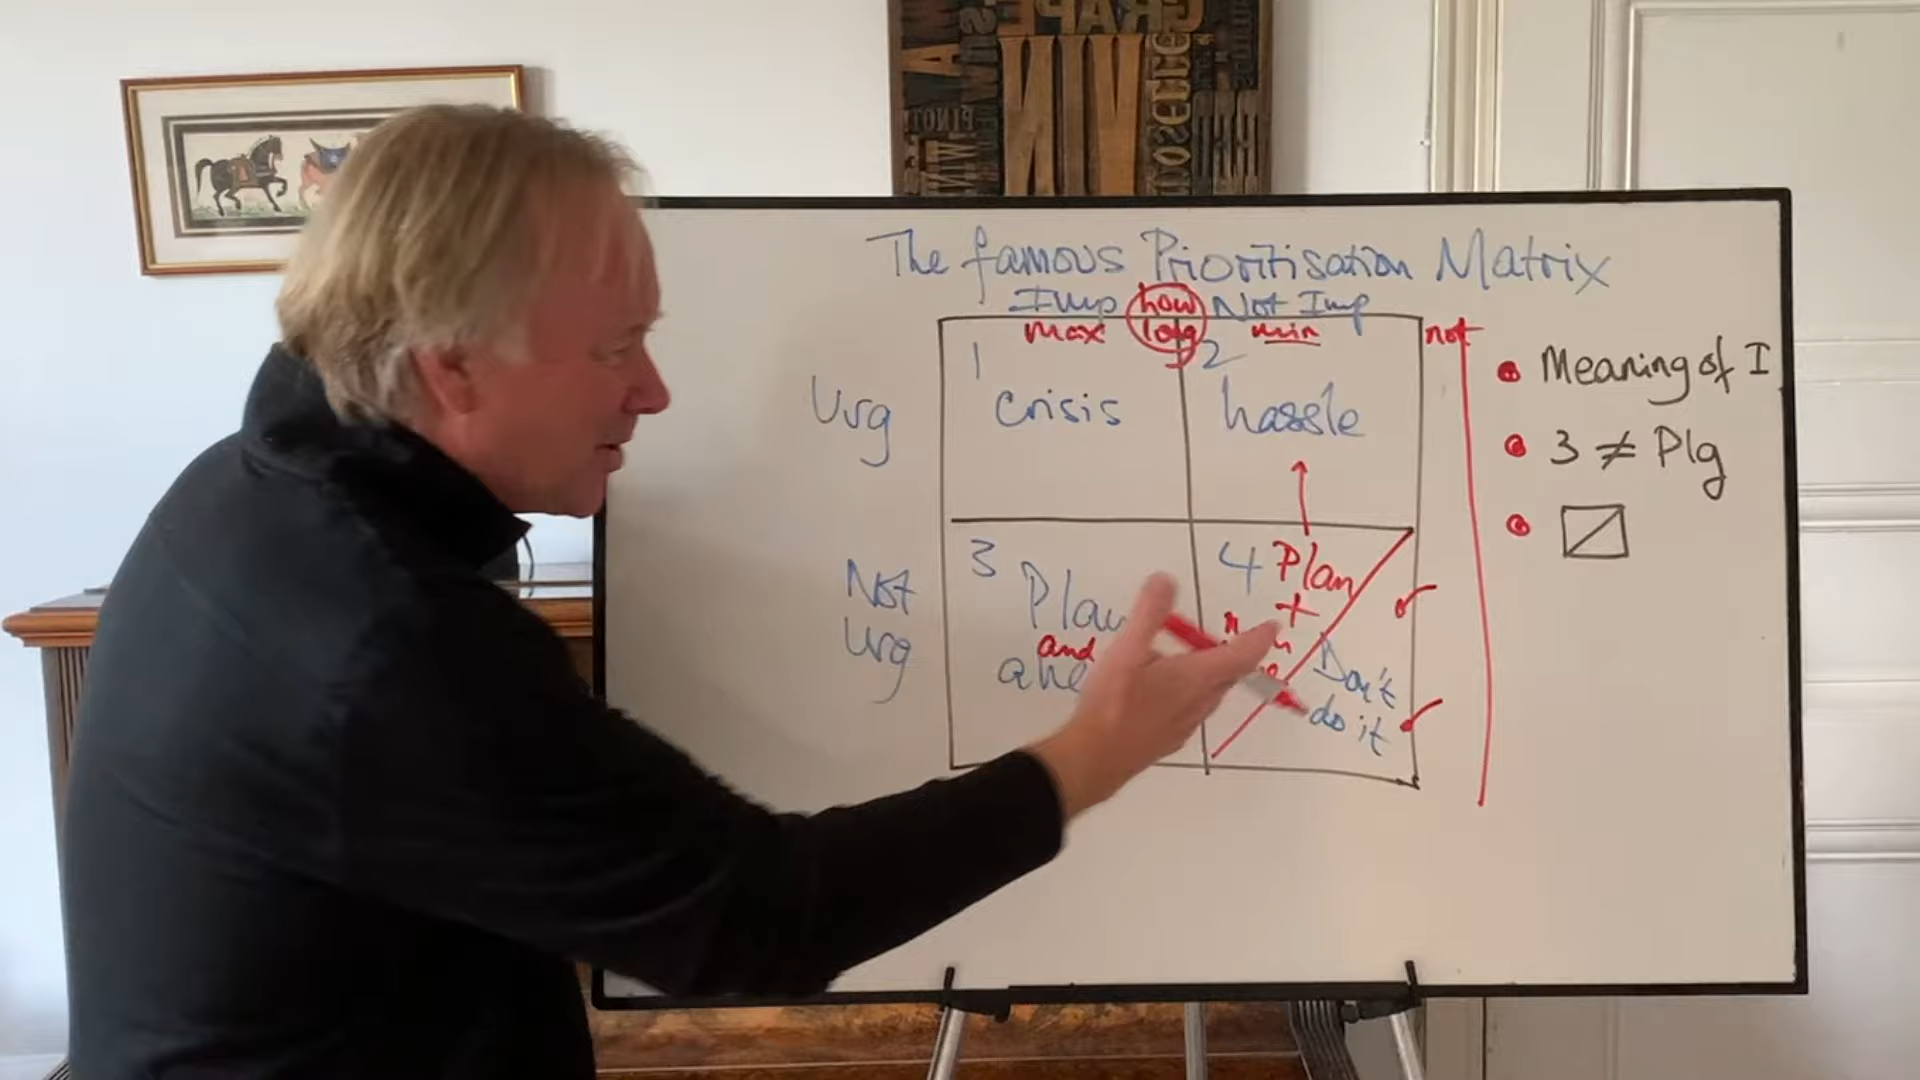 The famous Prioritisation Matrix
Imp how long Not Imp
max min not
1 2
Urg crisis hassle
3 4 Plan
Not Urg Plan +
and
Don't
do it
Meaning of I
3 ≠ Plg
GRAPE
VIN
PINOT